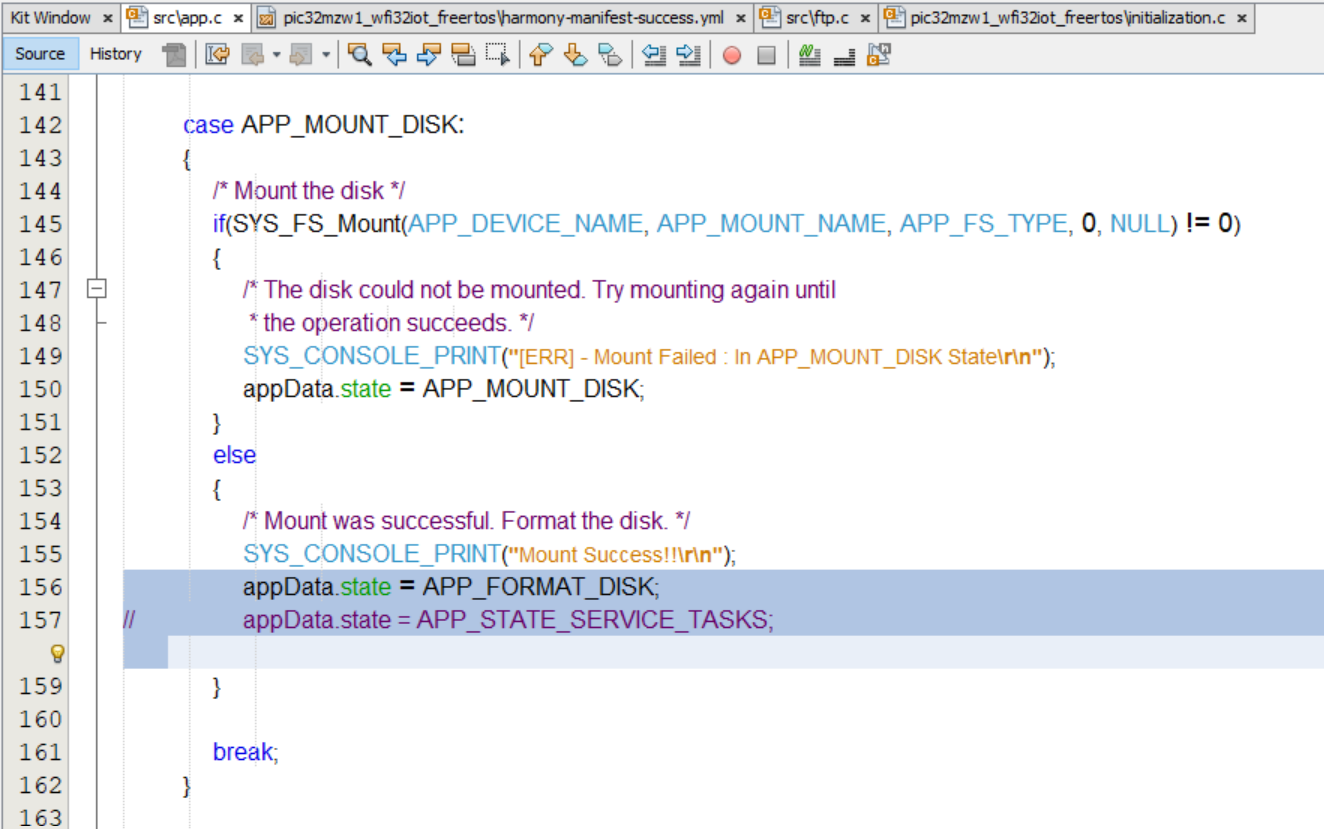 Kit Window × src\app.c × pic32mzw1_wfi32iot_freertos\harmony-manifest-success.yml × src\ftp.c × pic32mzw1_wfi32iot_freertos\initialization.c ×
Source History
141
142 case APP_MOUNT_DISK:
143 {
144 /* Mount the disk */
145 if(SYS_FS_Mount(APP_DEVICE_NAME, APP_MOUNT_NAME, APP_FS_TYPE, 0, NULL) != 0)
146 {
147 /* The disk could not be mounted. Try mounting again until
148 * the operation succeeds. */
149 SYS_CONSOLE_PRINT("[ERR] - Mount Failed : In APP_MOUNT_DISK State\r\n");
150 appData.state = APP_MOUNT_DISK;
151 }
152 else
153 {
154 /* Mount was successful. Format the disk. */
155 SYS_CONSOLE_PRINT("Mount Success!!\r\n");
156 appData.state = APP_FORMAT_DISK;
157 // appData.state = APP_STATE_SERVICE_TASKS;
159 }
160
161 break;
162 }
163